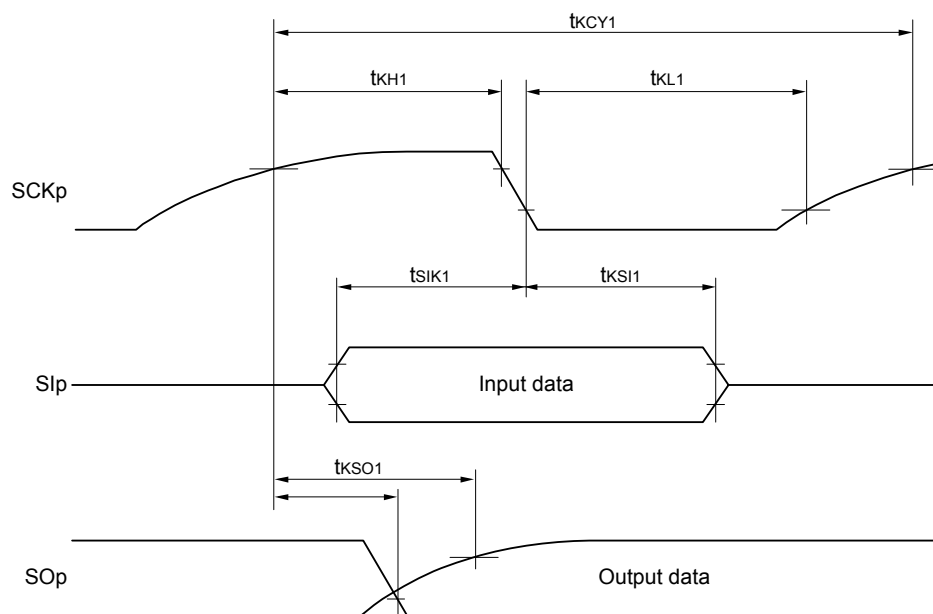 tKCY1
tKH1
tKL1
SCKp
tSIK1
tKSI1
SIp
Input data
tKSO1
SOp
Output data